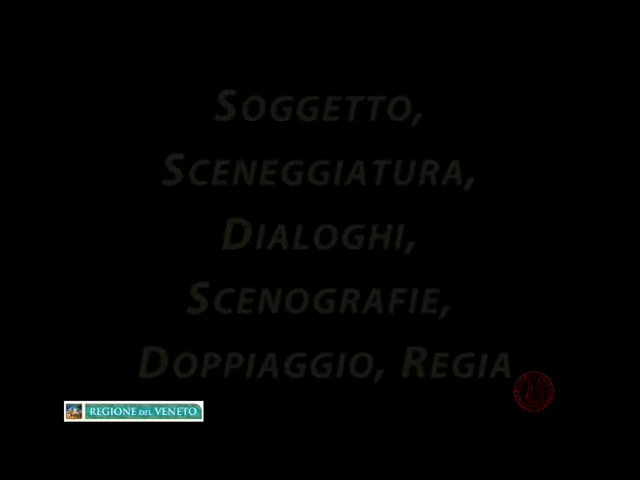 SOGGETTO,
SCENEGGIATURA,
DIALOGHI,
SCENOGRAFIE,
DOPPIAGGIO, REGIA
REGIONE DEL VENETO